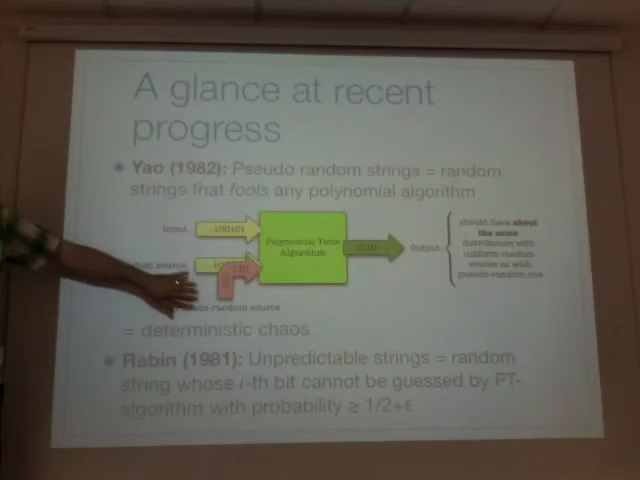 A glance at recent
progress
Yao (1982): Pseudo random strings = random
strings that fools any polynomial algorithm
Input
100101
Polynomial Time
Algorithm
Output
should have about
the same
distribution with
uniform random
source as with
pseudo random one
source
random source
= deterministic chaos
Rabin (1981): Unpredictable strings = random
string whose i-th bit cannot be guessed by PT-
algorithm with probability ≥ 1/2+ε